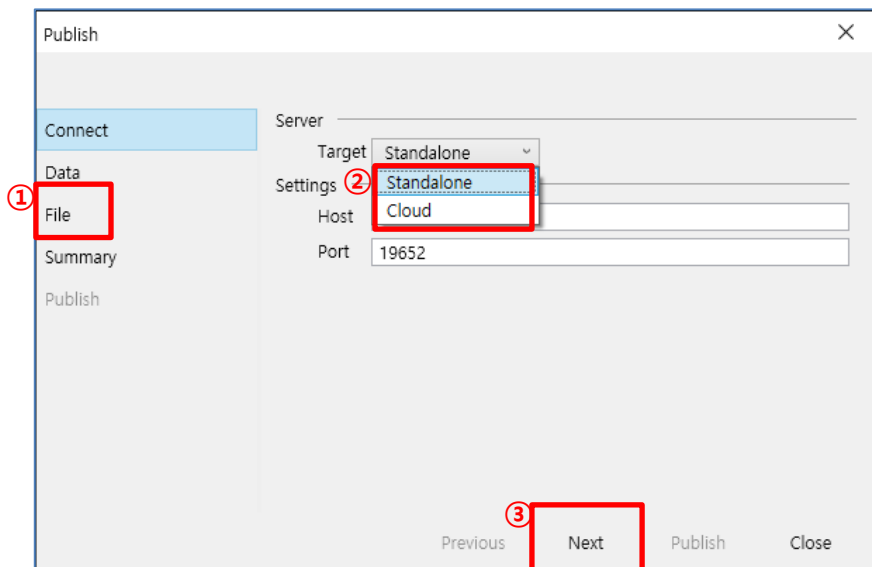 Publish
Connect
Data
① File
Summary
Publish
Server
Target Standalone
Settings ② Standalone
Cloud
Host
Port 19652
③
Previous Next Publish Close